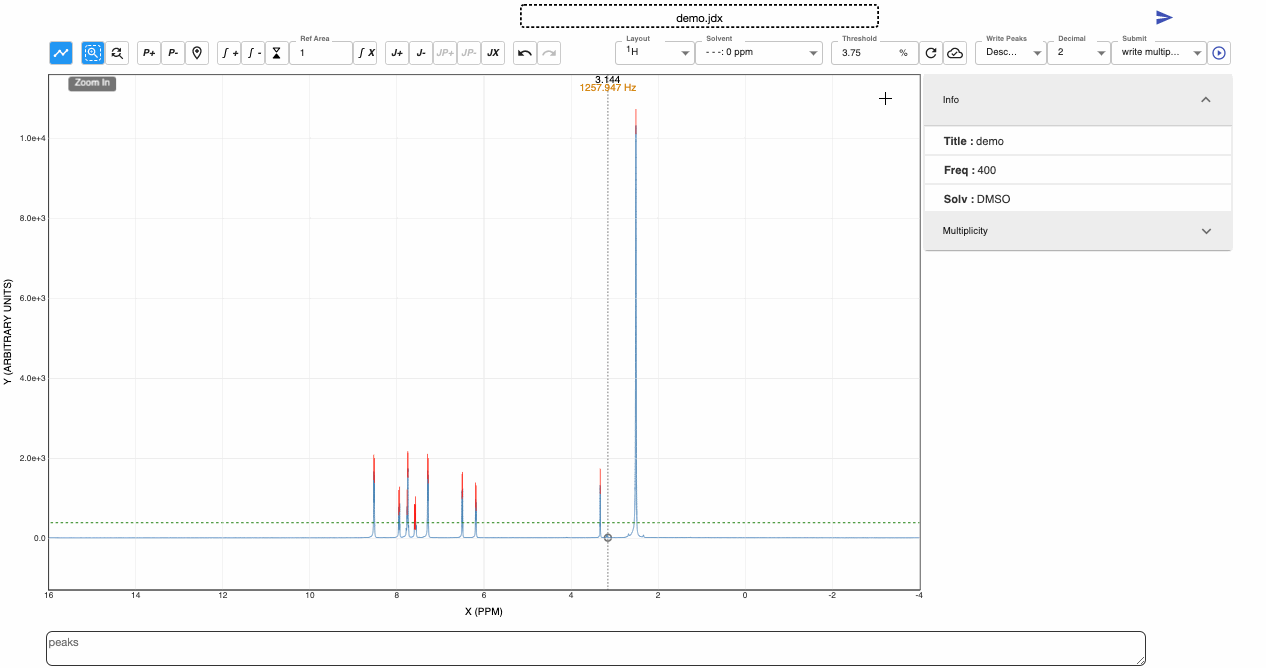 demo.jdx
Ref Area Layout Solvent Threshold Write Peaks Decimal Submit
P+ P- ∫ + ∫ - 1 ∫ X J+ J- JP+ JP- JX 1H - - -: 0 ppm 3.75 % Desc... 2 write multip...
Zoom In
3.144
1257.947 Hz
Info
Title : demo
Freq : 400
Solv : DMSO
Multiplicity
Y (ARBITRARY UNITS)
1.0e+4
8.0e+3
6.0e+3
4.0e+3
2.0e+3
0.0
16 14 12 10 8 6 4 2 0 -2 -4
X (PPM)
peaks